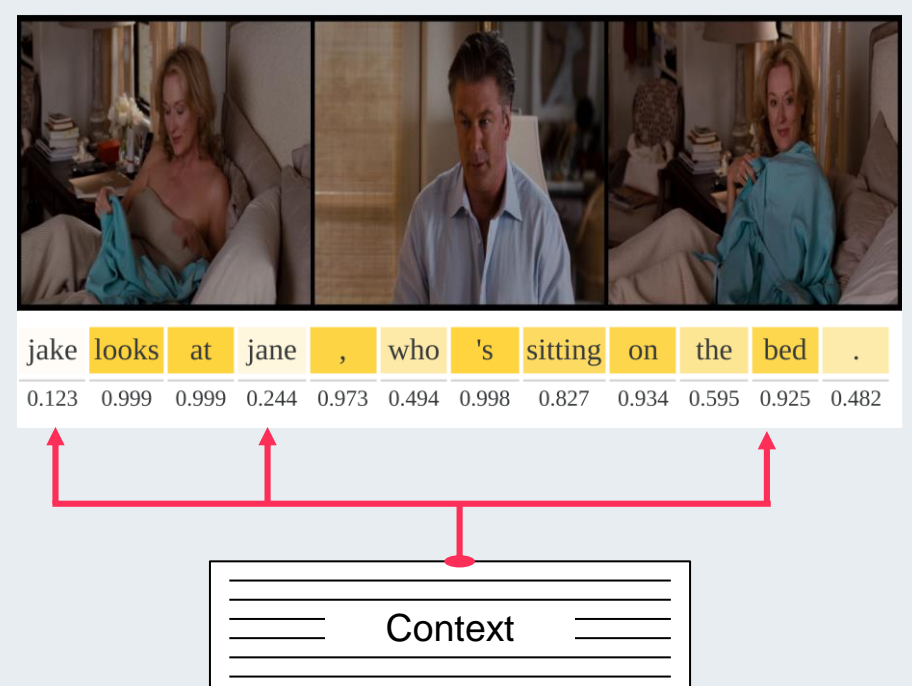 jake looks at jane , who 's sitting on the bed .
0.123 0.999 0.999 0.244 0.973 0.494 0.998 0.827 0.934 0.595 0.925 0.482
Context